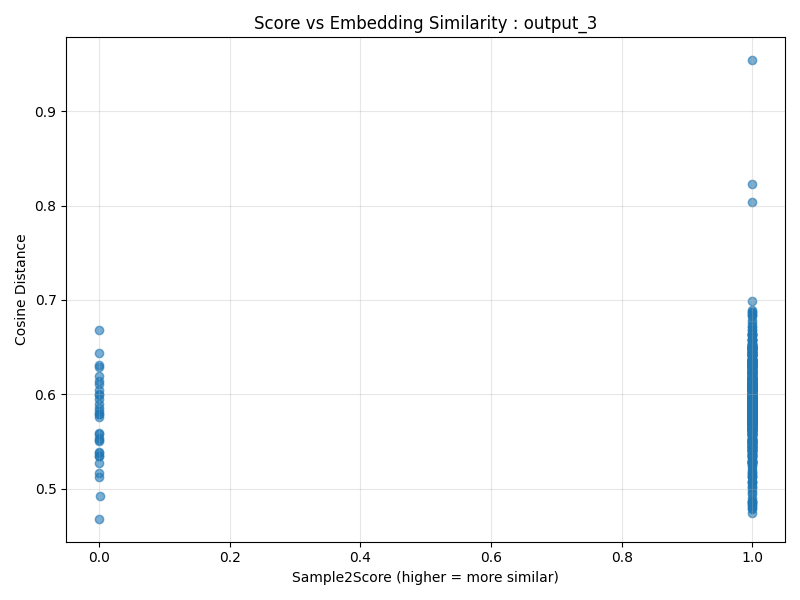 Score vs Embedding Similarity : output_3
Cosine Distance
0.9
0.8
0.7
0.6
0.5
0.0 0.2 0.4 0.6 0.8 1.0
Sample2Score (higher = more similar)